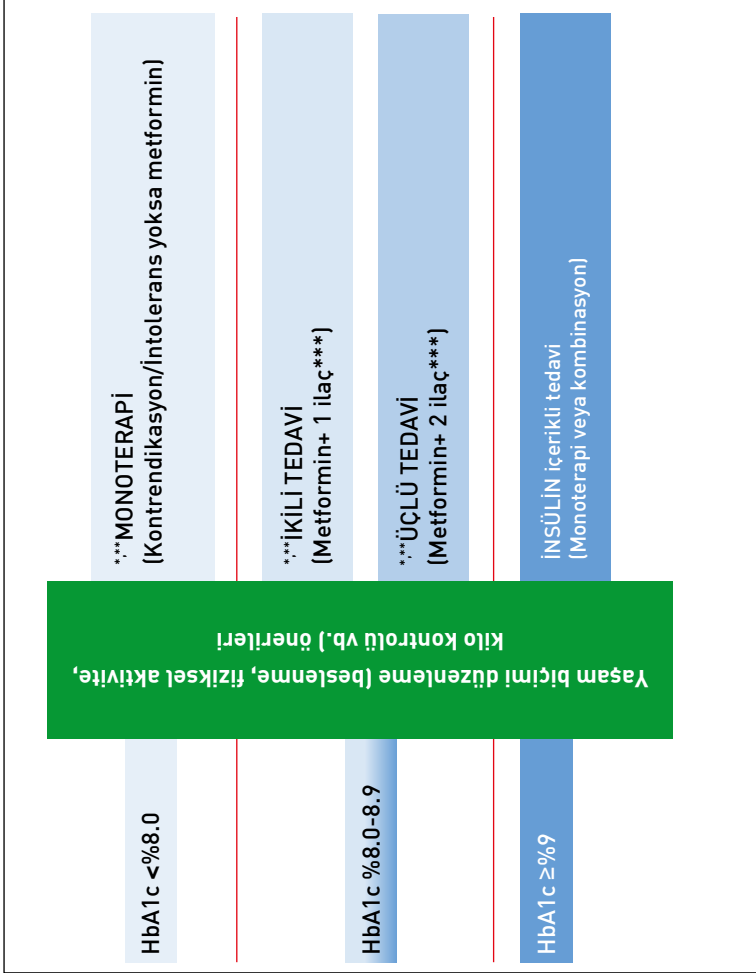 HbA1c <%8.0
HbA1c %8.0-8.9
HbA1c ≥%9
Yaşam biçimi düzenleme (beslenme, fiziksel aktivite,
kilo kontrolü vb.) önerileri
*,**MONOTERAPİ
(Kontrendikasyon/İntolerans yoksa metformin)
*,**İKİLİ TEDAVİ
(Metformin+ 1 ilaç***)
*,**ÜÇLÜ TEDAVİ
(Metformin+ 2 ilaç***)
İNSÜLİN içerikli tedavi
(Monoterapi veya kombinasyon)